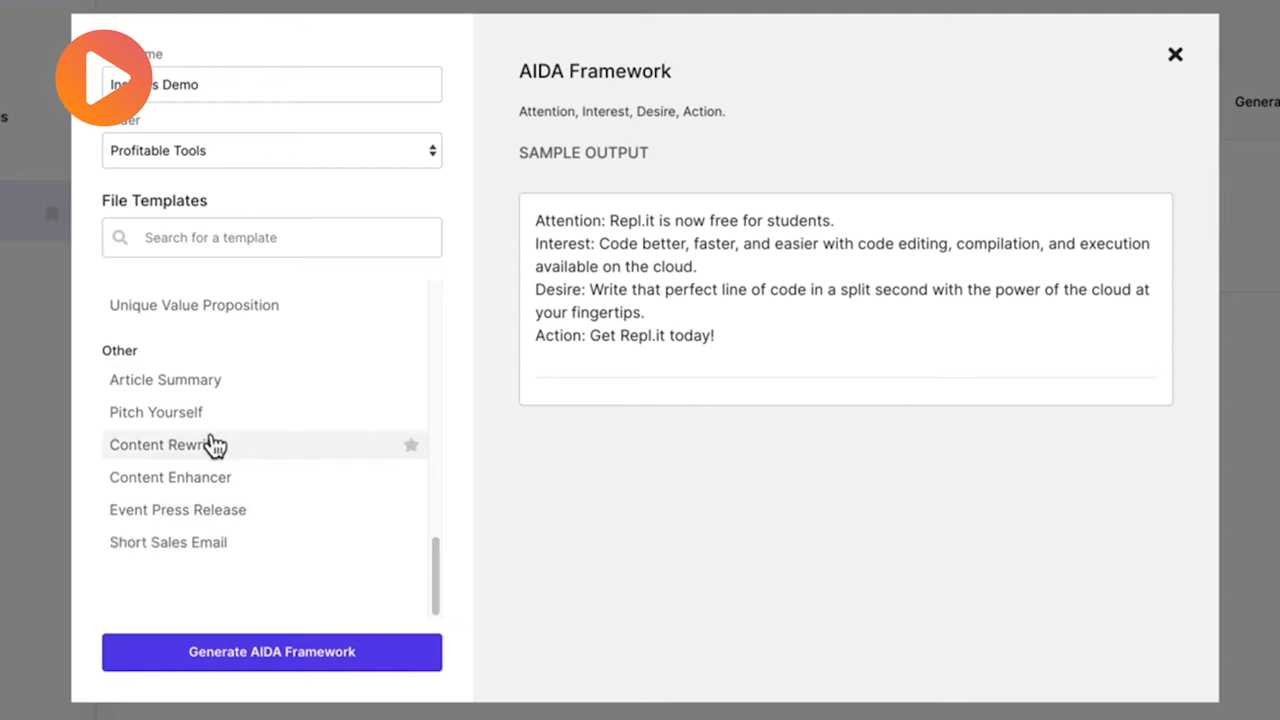 me
Ins s Demo
der
Profitable Tools
File Templates
Search for a template
Unique Value Proposition
Other
Article Summary
Pitch Yourself
Content Rewri
Content Enhancer
Event Press Release
Short Sales Email
Generate AIDA Framework
AIDA Framework
Attention, Interest, Desire, Action.
SAMPLE OUTPUT
Attention: Repl.it is now free for students.
Interest: Code better, faster, and easier with code editing, compilation, and execution
available on the cloud.
Desire: Write that perfect line of code in a split second with the power of the cloud at
your fingertips.
Action: Get Repl.it today!
Genera